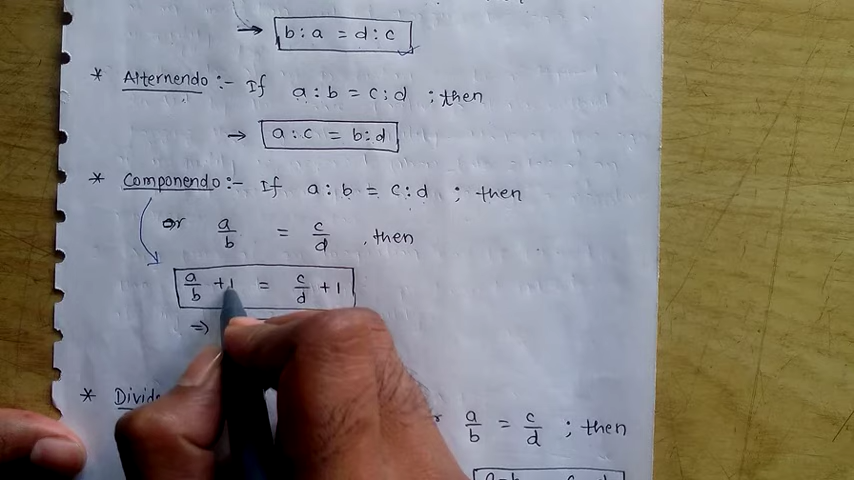 → b : a = d : c
* Alternendo :- If a : b = c : d ; then
→ a : c = b : d
* Componendo :- If a : b = c : d ; then
or a/b = c/d , then
a/b + 1 = c/d + 1
⇒
* Divid
a/b = c/d ; then